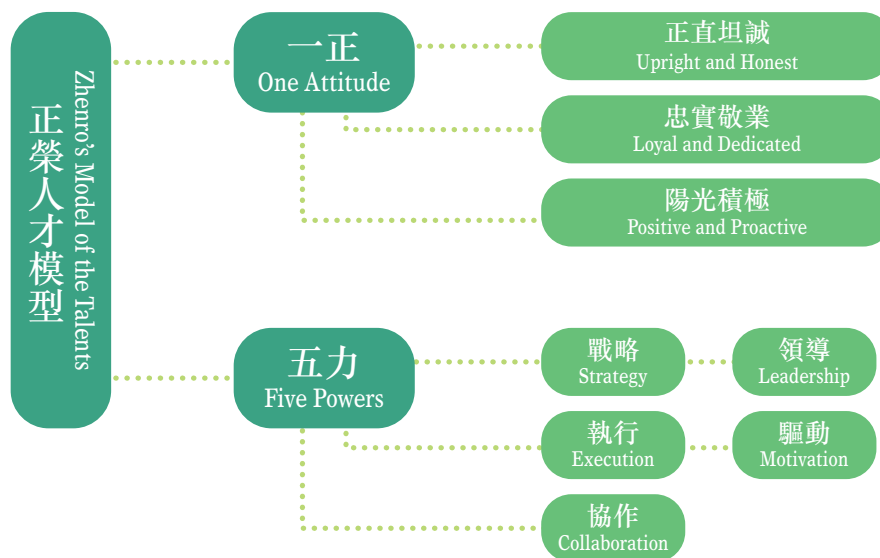 正榮人才模型
Zhenro's Model of the Talents
一正
One Attitude
正直坦誠
Upright and Honest
忠實敬業
Loyal and Dedicated
陽光積極
Positive and Proactive
五力
Five Powers
戰略
Strategy
領導
Leadership
執行
Execution
驅動
Motivation
協作
Collaboration